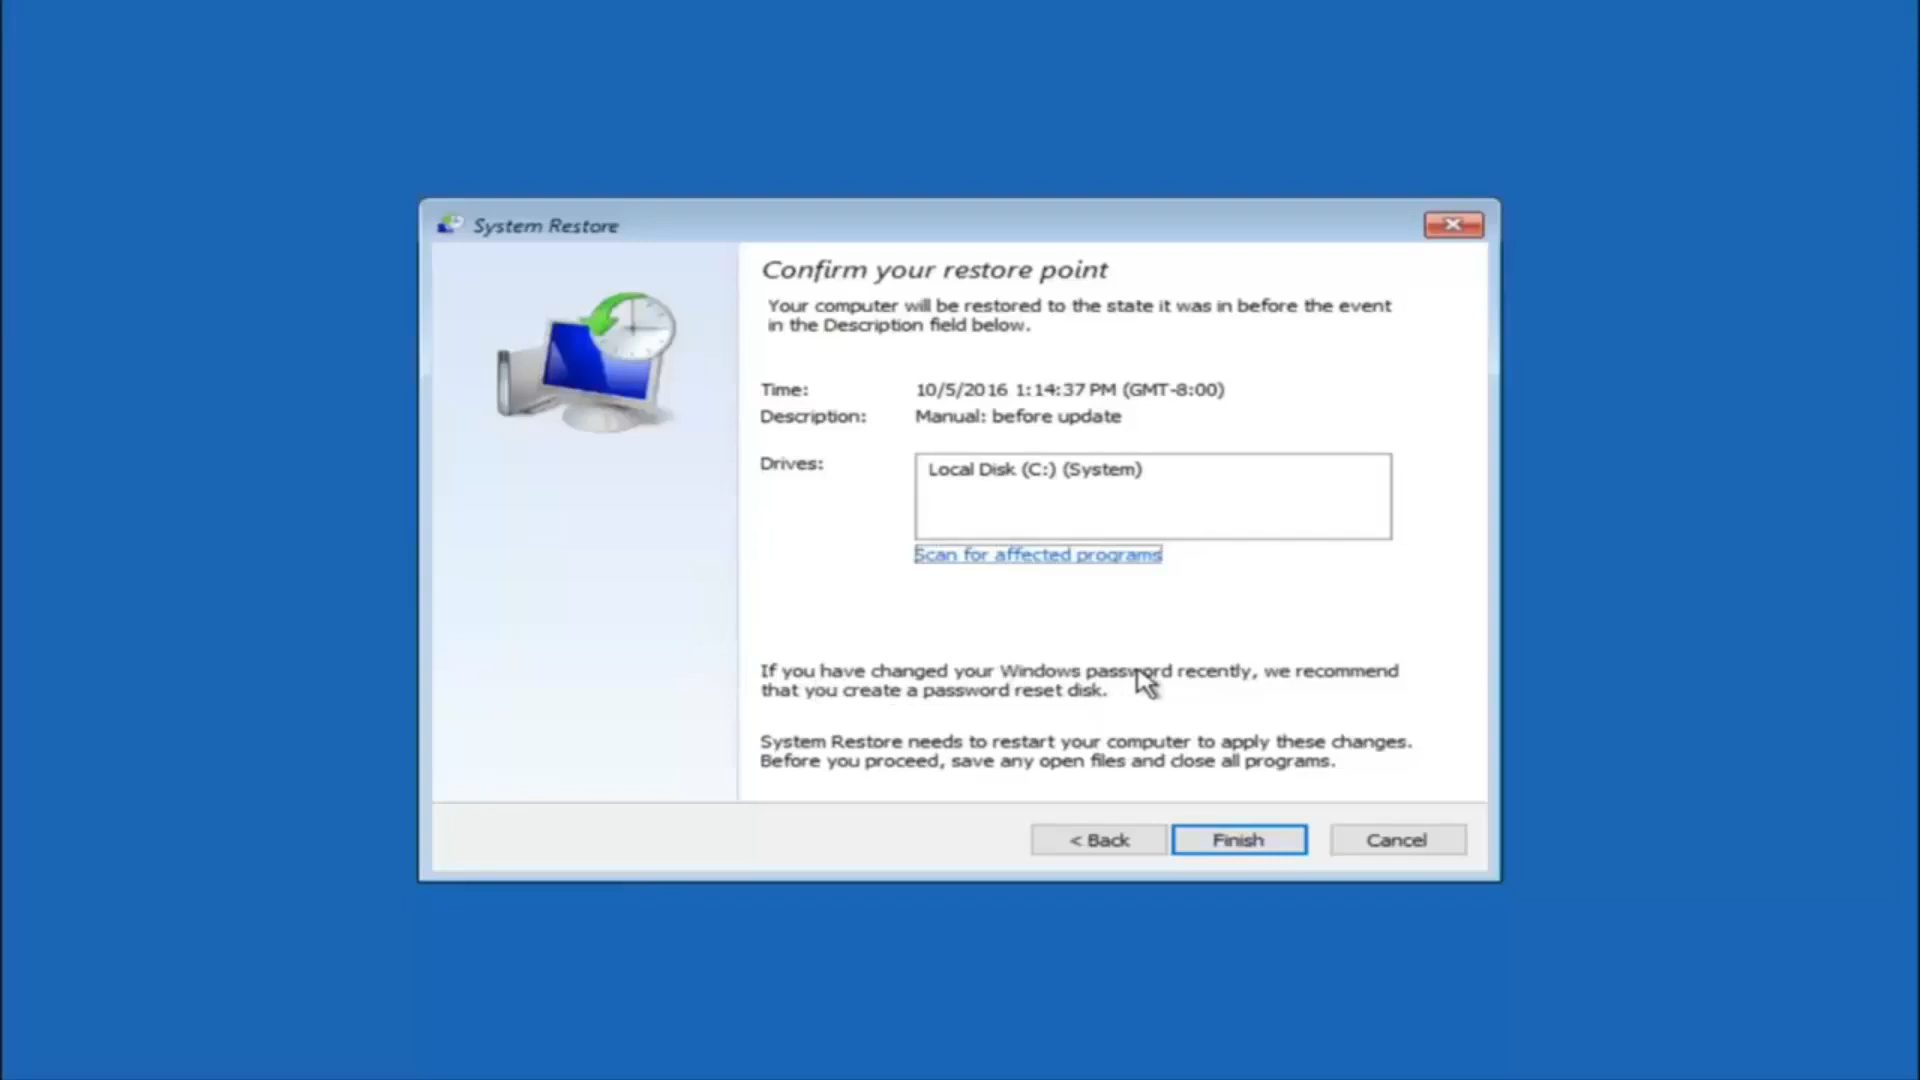 System Restore
Confirm your restore point
Your computer will be restored to the state it was in before the event
in the Description field below.
Time: 10/5/2016 1:14:37 PM (GMT-8:00)
Description: Manual: before update
Drives: Local Disk (C:) (System)
Scan for affected programs
If you have changed your Windows password recently, we recommend
that you create a password reset disk.
System Restore needs to restart your computer to apply these changes.
Before you proceed, save any open files and close all programs.
< Back Finish Cancel